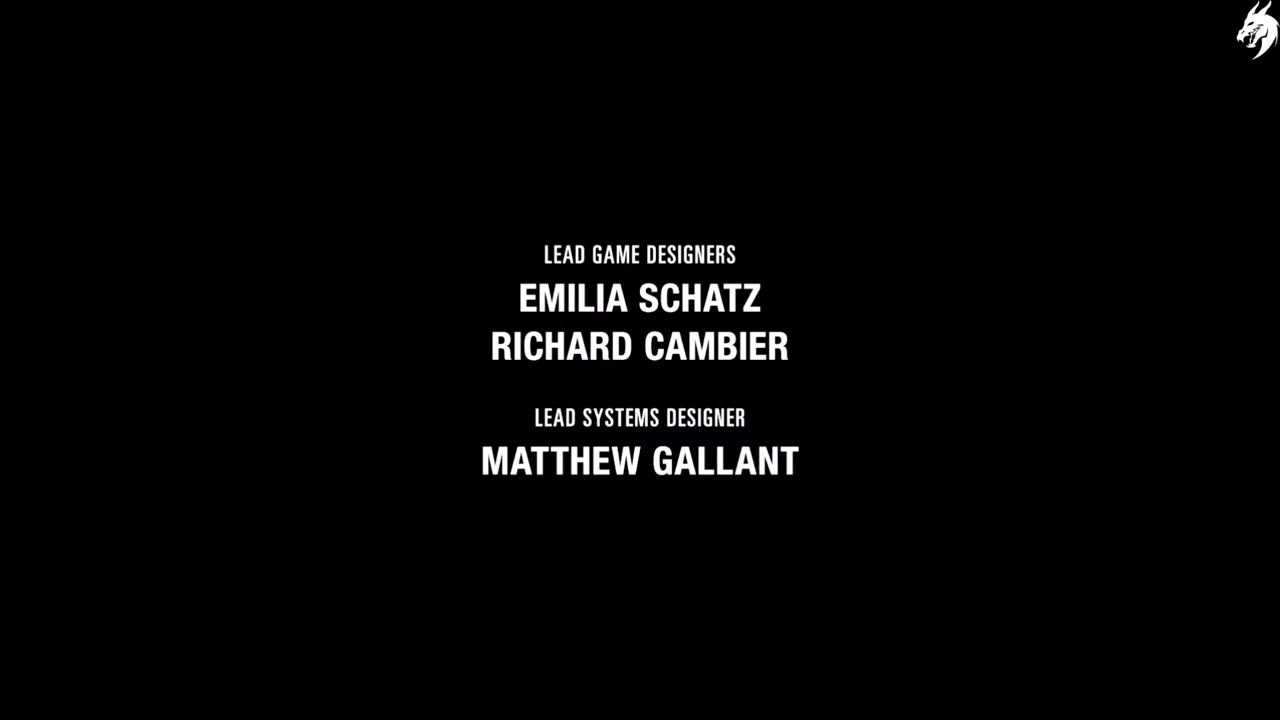 LEAD GAME DESIGNERS
EMILIA SCHATZ
RICHARD CAMBIER
LEAD SYSTEMS DESIGNER
MATTHEW GALLANT